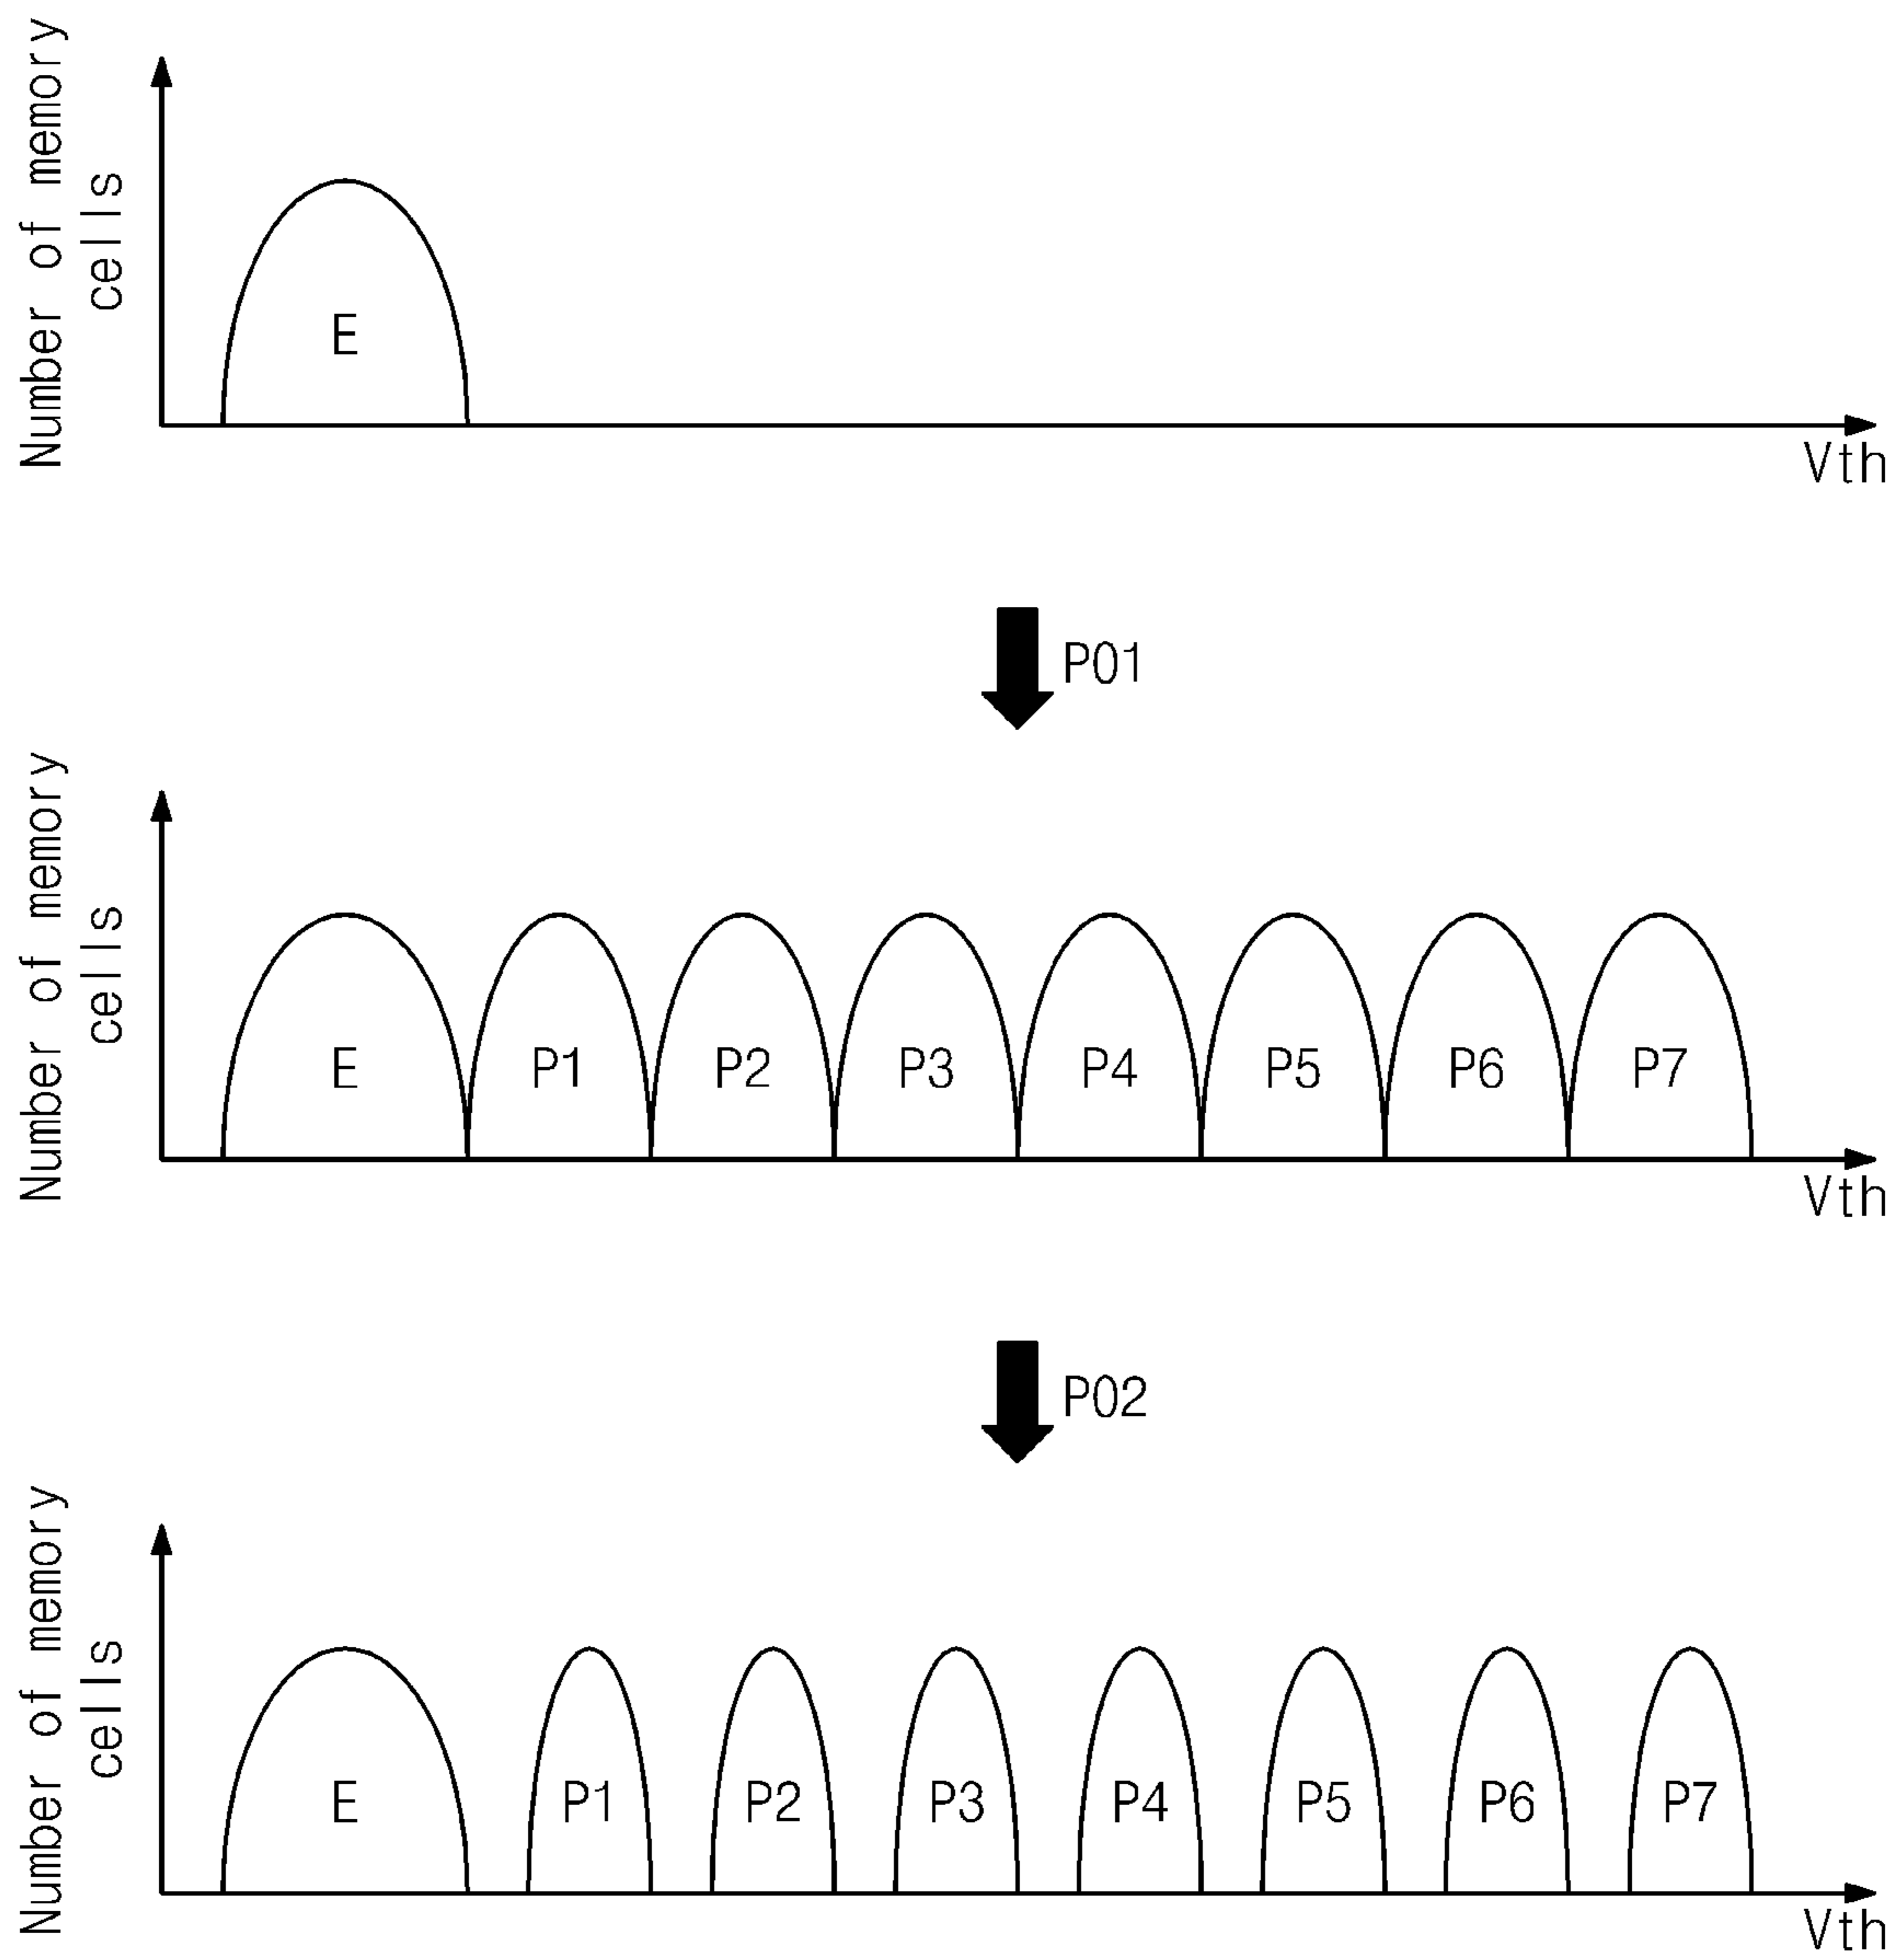 Number of memory
cells
E
Vth
P01
Number of memory
cells
E P1 P2 P3 P4 P5 P6 P7
Vth
P02
Number of memory
cells
E P1 P2 P3 P4 P5 P6 P7
Vth